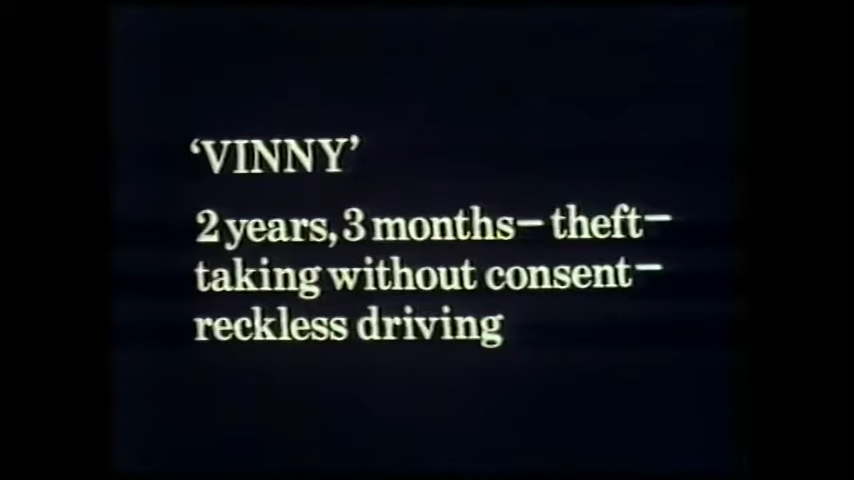 ‘VINNY’
2 years, 3 months – theft –
taking without consent –
reckless driving